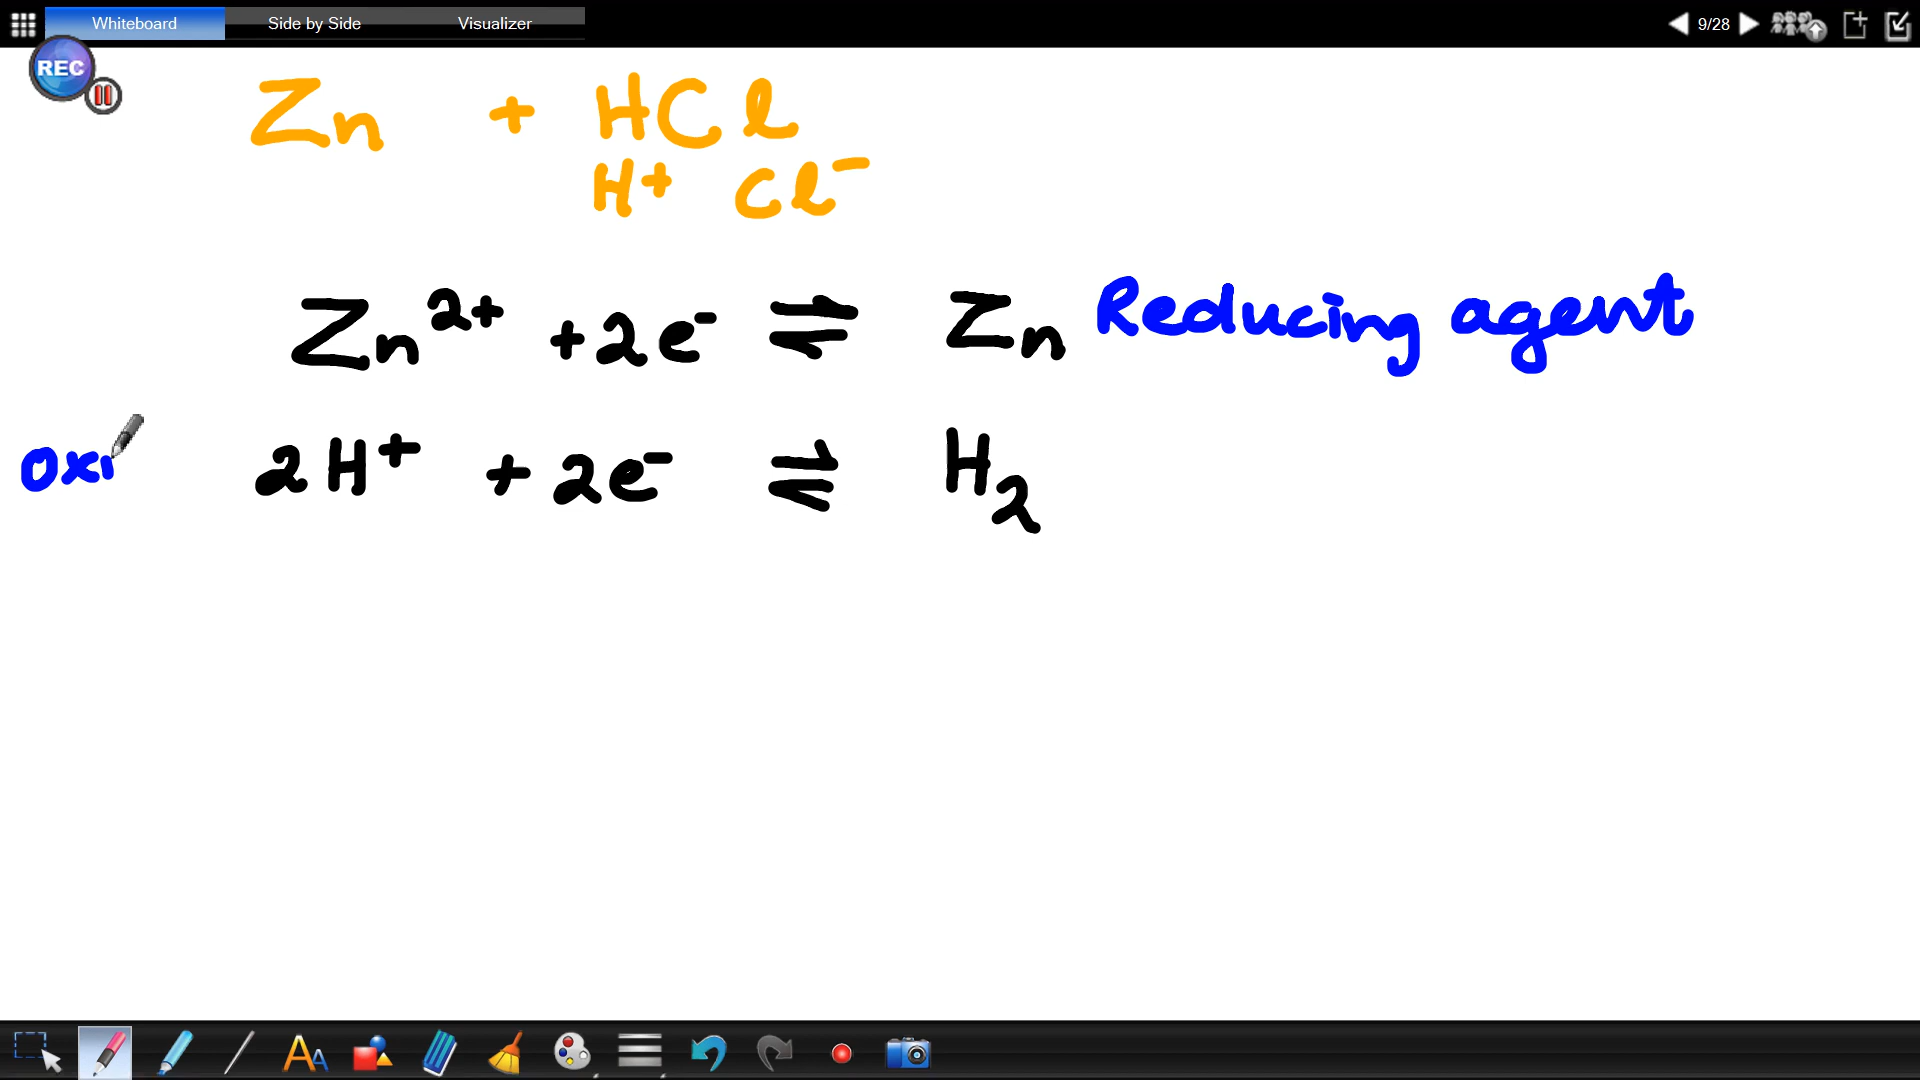 Whiteboard Side by Side Visualizer 9/28
REC
Zn + HCl
H⁺ Cl⁻
Zn²⁺ +2e⁻ ⇌ Zn Reducing agent
oxi 2H⁺ + 2e⁻ ⇌ H₂